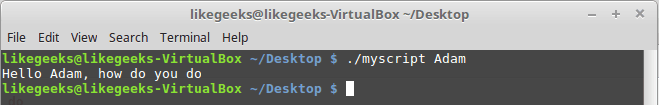 likegeeks@likegeeks-VirtualBox ~/Desktop
File Edit View Search Terminal Help
likegeeks@likegeeks-VirtualBox ~/Desktop $ ./myscript Adam
Hello Adam, how do you do
likegeeks@likegeeks-VirtualBox ~/Desktop $